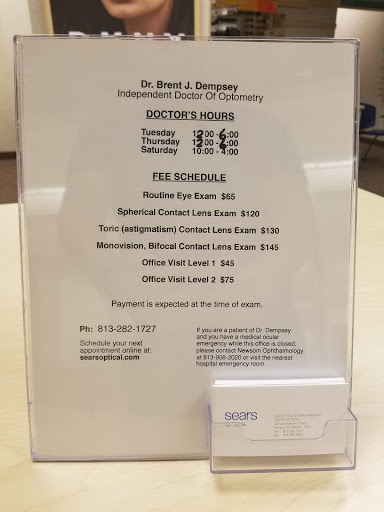 Dr. Brent J. Dempsey
Independent Doctor Of Optometry
DOCTOR'S HOURS
Tuesday 12:00 -6:00
Thursday 12:00 -6:00
Saturday 10:00 - 4:00
FEE SCHEDULE
Routine Eye Exam $65
Spherical Contact Lens Exam $120
Toric (astigmatism) Contact Lens Exam $130
Monovision, Bifocal Contact Lens Exam $145
Office Visit Level 1 $45
Office Visit Level 2 $75
Payment is expected at the time of exam.
Ph: 813-282-1727
Schedule your next
appointment online at:
searsoptical.com
If you are a patient of Dr. Dempsey
and you have a medical ocular
emergency while this office is closed,
please contact Newsom Ophthalmology
at 813-908-2020 or visit the nearest
hospital emergency room.
sears
OPTICAL